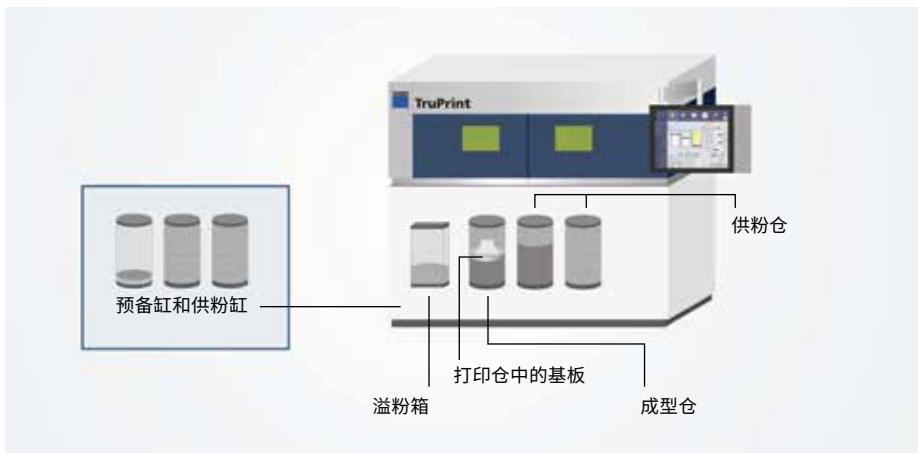 TruPrint
供粉仓
预备缸和供粉缸
打印仓中的基板
溢粉箱
成型仓